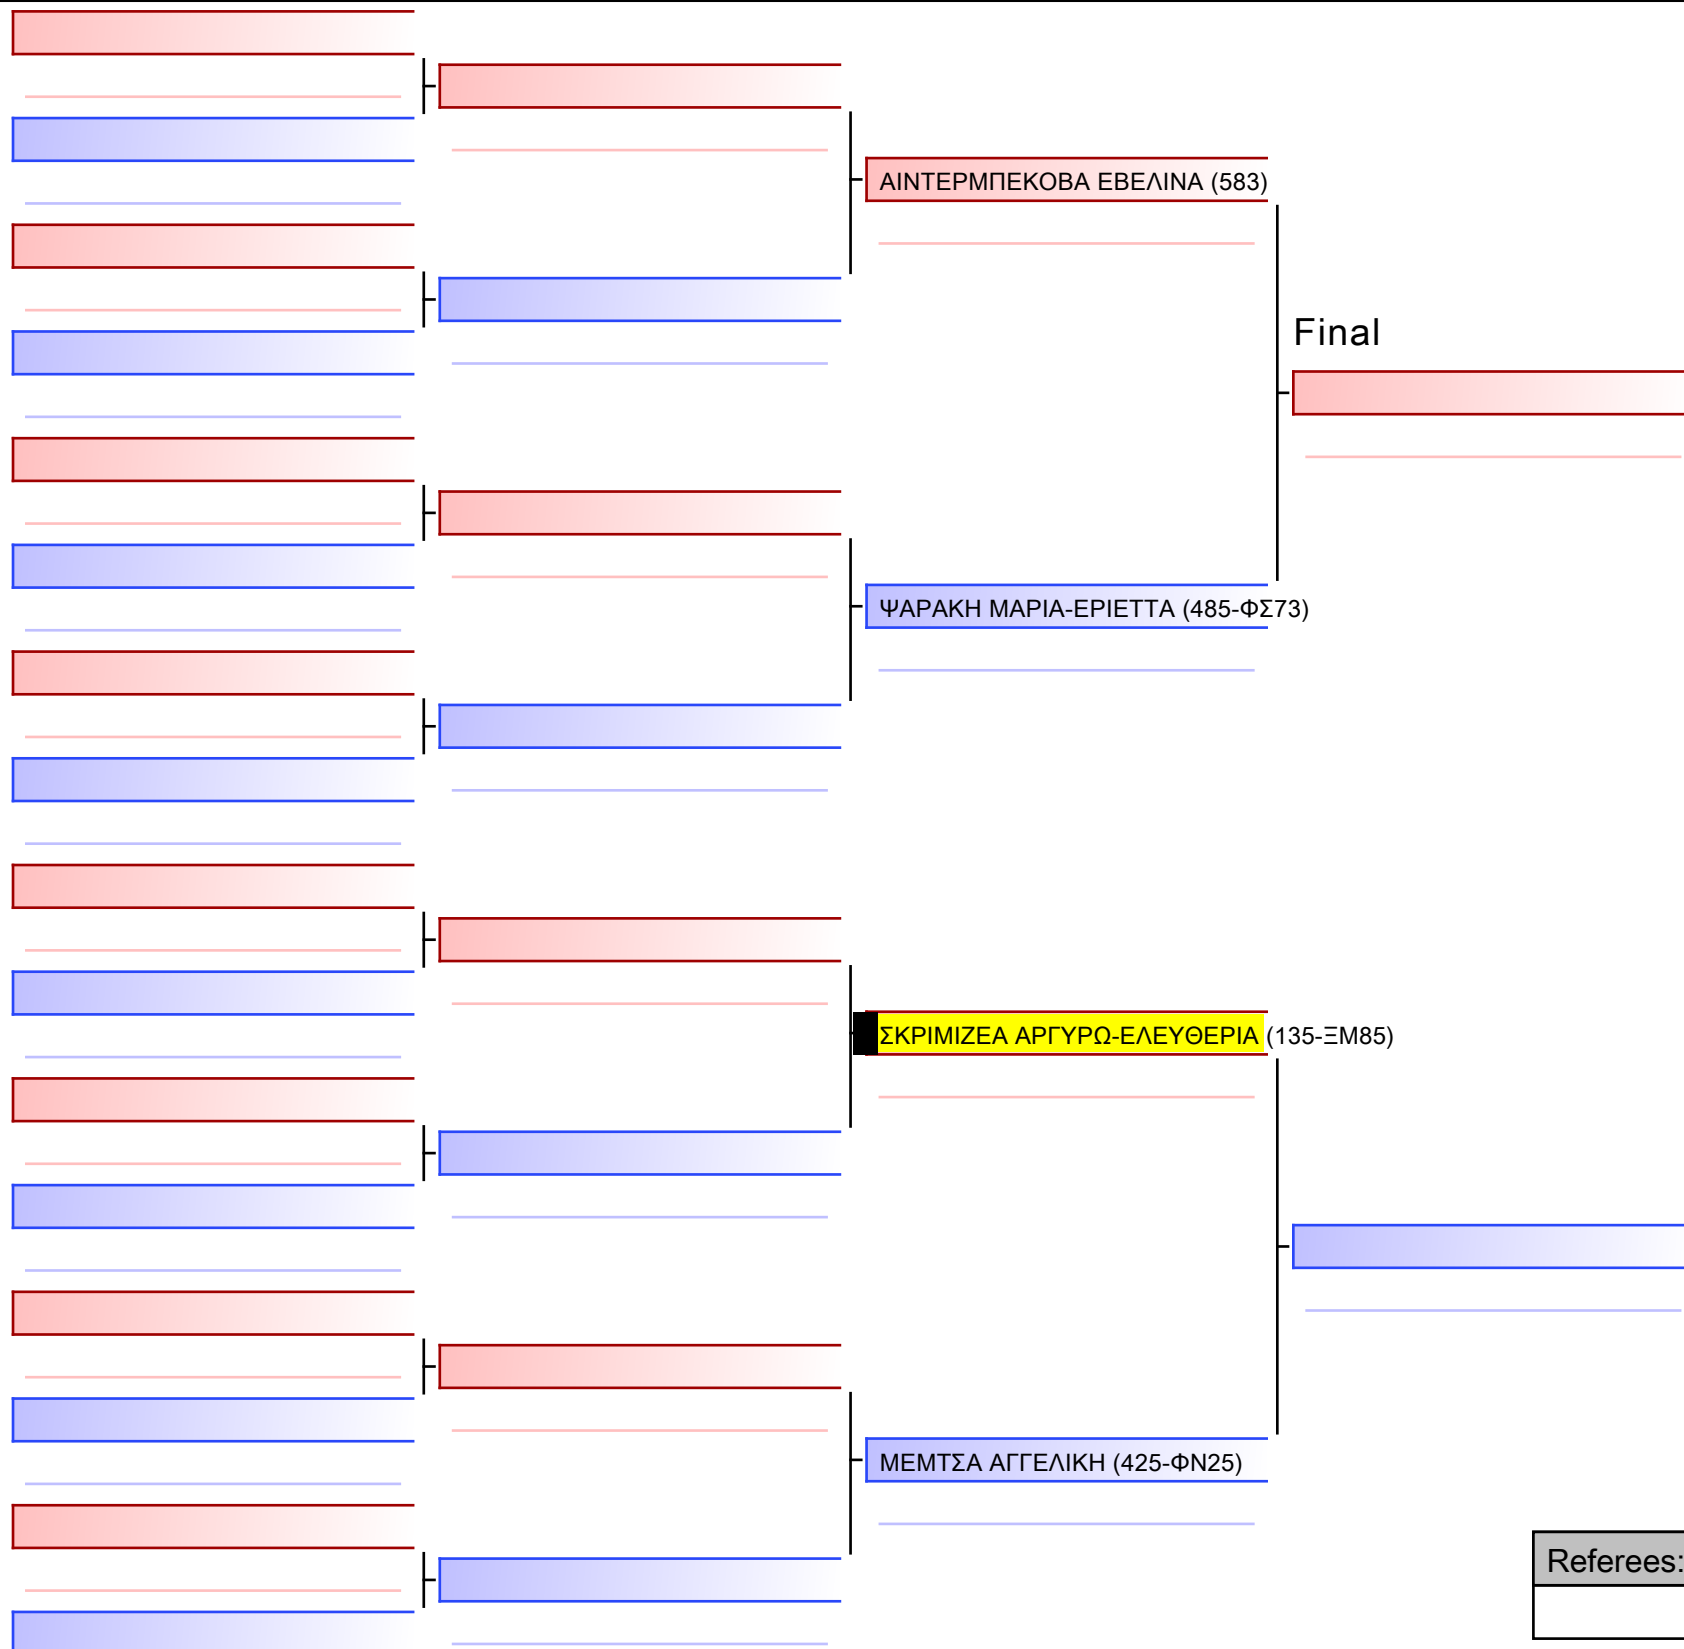 ΑΙΝΤΕΡΜΠΕΚΟΒΑ ΕΒΕΛΙΝΑ (583)
Final
ΨΑΡΑΚΗ ΜΑΡΙΑ-ΕΡΙΕΤΤΑ (485-ΦΣ73)
ΣΚΡΙΜΙΖΕΑ ΑΡΓΥΡΩ-ΕΛΕΥΘΕΡΙΑ (135-ΞΜ85)
ΜΕΜΤΣΑ ΑΓΓΕΛΙΚΗ (425-ΦΝ25)
Referees: